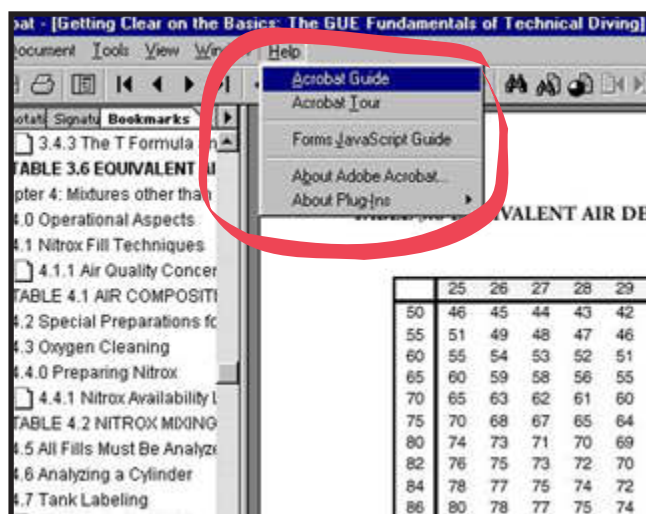 bat - [Getting Clear on the Basics: The GUE Fundamentals of Technical Diving]
ocument Tools View Window Help
Acrobat Guide
Acrobat Tour
Forms JavaScript Guide
About Adobe Acrobat...
About Plug-Ins
otati Signatu Bookmarks
3.4.3 The T Formula
TABLE 3.6 EQUIVALENT
pter 4: Mixtures other than
4.0 Operational Aspects
4.1 Nitrox Fill Techniques
4.1.1 Air Quality Concer
TABLE 4.1 AIR COMPOSITI
4.2 Special Preparations fo
4.3 Oxygen Cleaning
4.4.0 Preparing Nitrox
4.4.1 Nitrox Availability
TABLE 4.2 NITROX MIXING
4.5 All Fills Must Be Analyze
4.6 Analyzing a Cylinder
4.7 Tank Labeling
IVALENT AIR DE
25 26 27 28 29
50 46 45 44 43 42
55 51 49 48 47 46
60 55 54 53 52 51
65 60 59 58 56 55
70 65 63 62 61 60
75 70 68 67 65 64
80 74 73 71 70 69
82 76 75 73 72 70
84 78 77 75 74 72
86 80 78 77 75 74